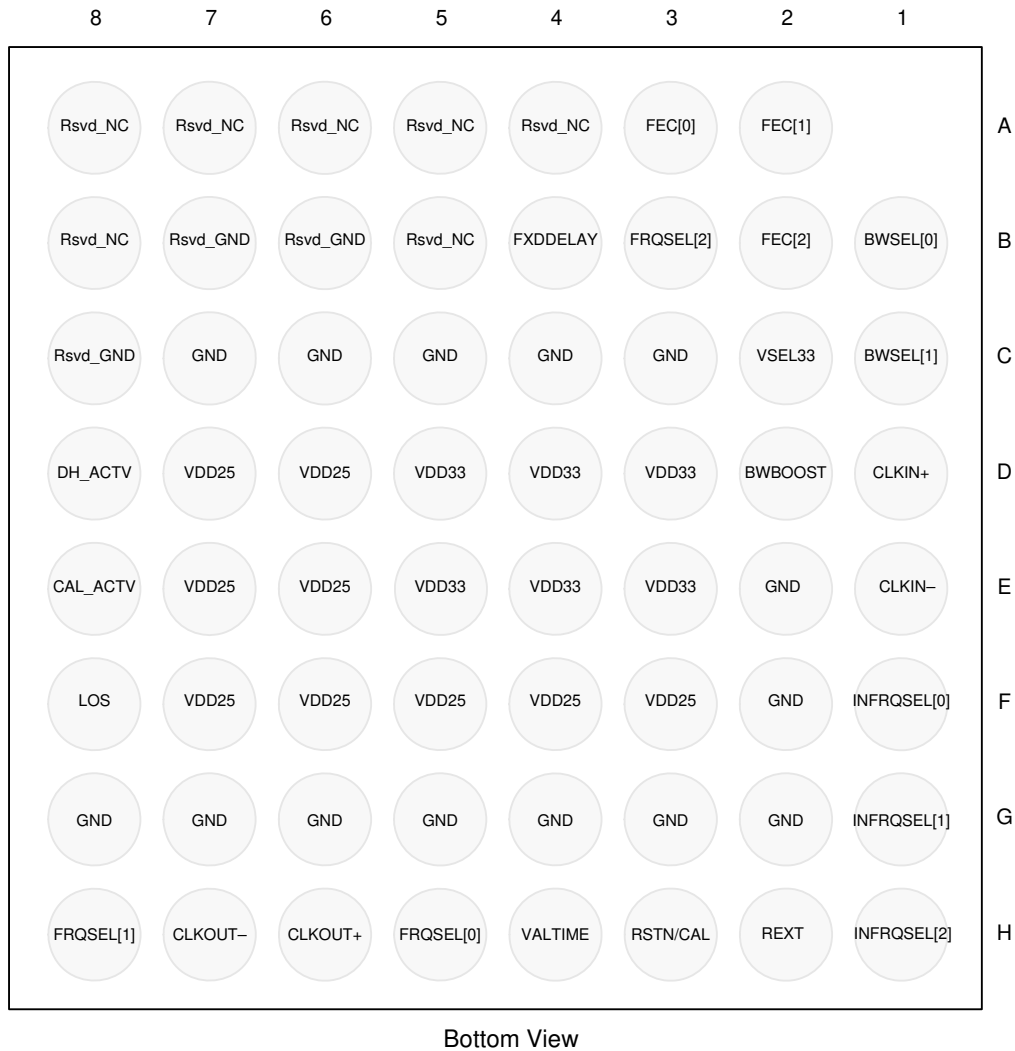 8 7 6 5 4 3 2 1
Rsvd_NC Rsvd_NC Rsvd_NC Rsvd_NC Rsvd_NC FEC[0] FEC[1] A
Rsvd_NC Rsvd_GND Rsvd_GND Rsvd_NC FXDDELAY FRQSEL[2] FEC[2] BWSEL[0] B
Rsvd_GND GND GND GND GND GND VSEL33 BWSEL[1] C
DH_ACTV VDD25 VDD25 VDD33 VDD33 VDD33 BWBOOST CLKIN+ D
CAL_ACTV VDD25 VDD25 VDD33 VDD33 VDD33 GND CLKIN– E
LOS VDD25 VDD25 VDD25 VDD25 VDD25 GND INFRQSEL[0] F
GND GND GND GND GND GND GND INFRQSEL[1] G
FRQSEL[1] CLKOUT– CLKOUT+ FRQSEL[0] VALTIME RSTN/CAL REXT INFRQSEL[2] H
Bottom View